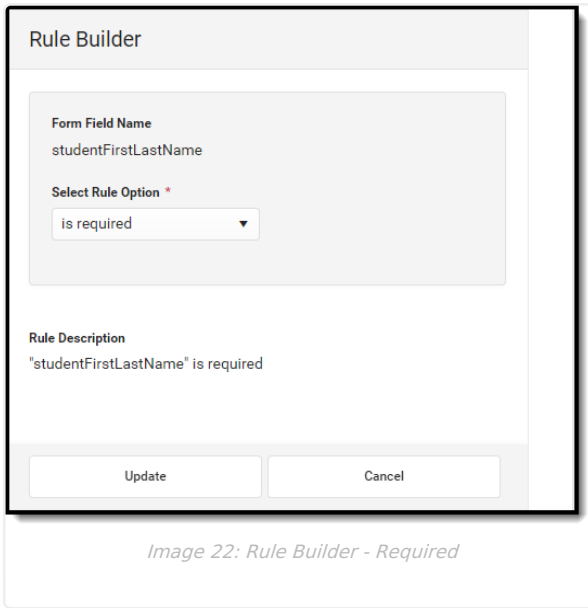 Rule Builder
Form Field Name
studentFirstLastName
Select Rule Option *
is required
Rule Description
"studentFirstLastName" is required
Update Cancel
Image 22: Rule Builder - Required